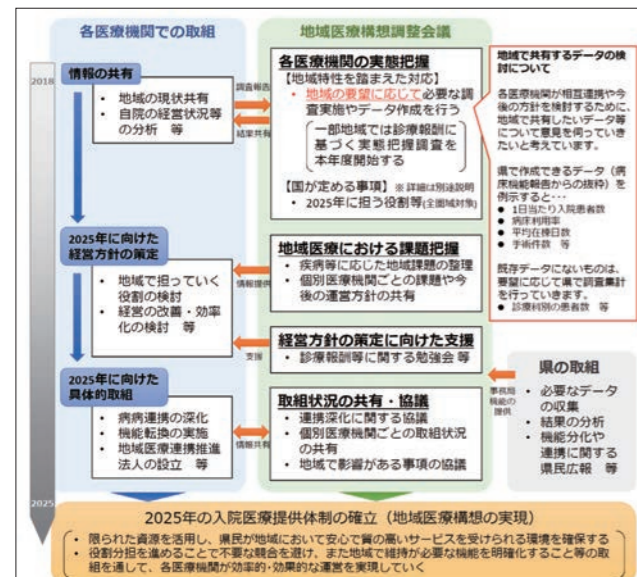 各医療機関での取組
地域医療構想調整会議
2018
情報の共有
・ 地域の現状共有
・ 自院の経営状況等
の分析 等
調査報告
結果共有
各医療機関の実態把握
【地域特性を踏まえた対応】
・ 地域の要望に応じて必要な調
査実施やデータ作成を行う
一部地域では診療報酬に
基づく実態把握調査を
本年度開始する
【国が定める事項】※ 詳細は別途説明
・ 2025年に担う役割等(全圏域対象)
地域で共有するデータの検
討について
各医療機関が相互連携や今
後の方針を検討するために、
地域で共有したいデータ等
について意見を伺っていき
たいと考えています。
県で作成できるデータ（病
床機能報告からの抜粋）を
例示すると・・・
● 1日当たり入院患者数
● 病床利用率
● 平均在棟日数
● 手術件数 等
既存データにないものは、
要望に応じて県で調査集計
を行っていきます。
● 診療科別の患者数 等
2025年に向けた
経営方針の策定
・ 地域で担っていく
役割の検討
・ 経営の改善・効率
化の検討 等
情報提供
地域医療における課題把握
・ 疾病等に応じた地域課題の整理
・ 個別医療機関ごとの課題や今
後の運営方針の共有
支援
経営方針の策定に向けた支援
・ 診療報酬等に関する勉強会 等
2025年に向けた
具体的取組
・ 病病連携の深化
・ 機能転換の実施
・ 地域医療連携推進
法人の設立 等
情報共有
取組状況の共有・協議
・ 連携深化に関する協議
・ 個別医療機関ごとの取組状況
の共有
・ 地域で影響がある事項の協議
事務局
機能の
提供
県の取組
・ 必要なデータ
の収集
・ 結果の分析
・ 機能分化や
連携に関する
県民広報 等
2025
2025年の入院医療提供体制の確立（地域医療構想の実現）
・ 限られた資源を活用し、県民が地域において安心で質の高いサービスを受けられる環境を確保する
・ 役割分担を進めることで不要な競合を避け、また地域で維持が必要な機能を明確化すること等の取
組を通して、各医療機関が効率的・効果的な運営を実現していく